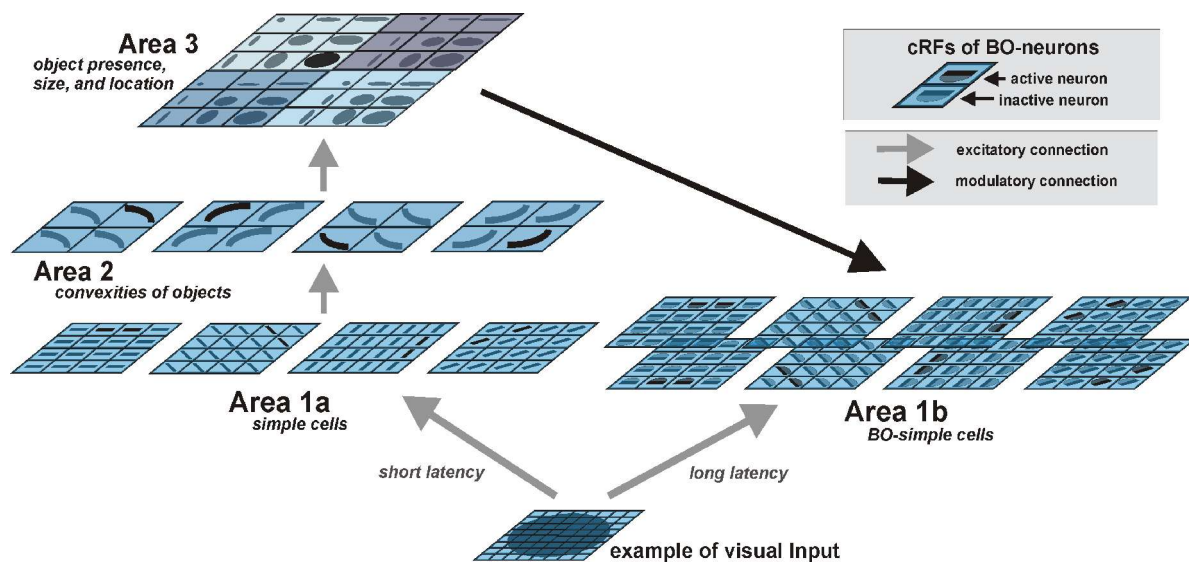 Area 3
object presence,
size, and location
cRFs of BO-neurons
active neuron
inactive neuron
excitatory connection
modulatory connection
Area 2
convexities of objects
Area 1a
simple cells
Area 1b
BO-simple cells
short latency
long latency
example of visual Input